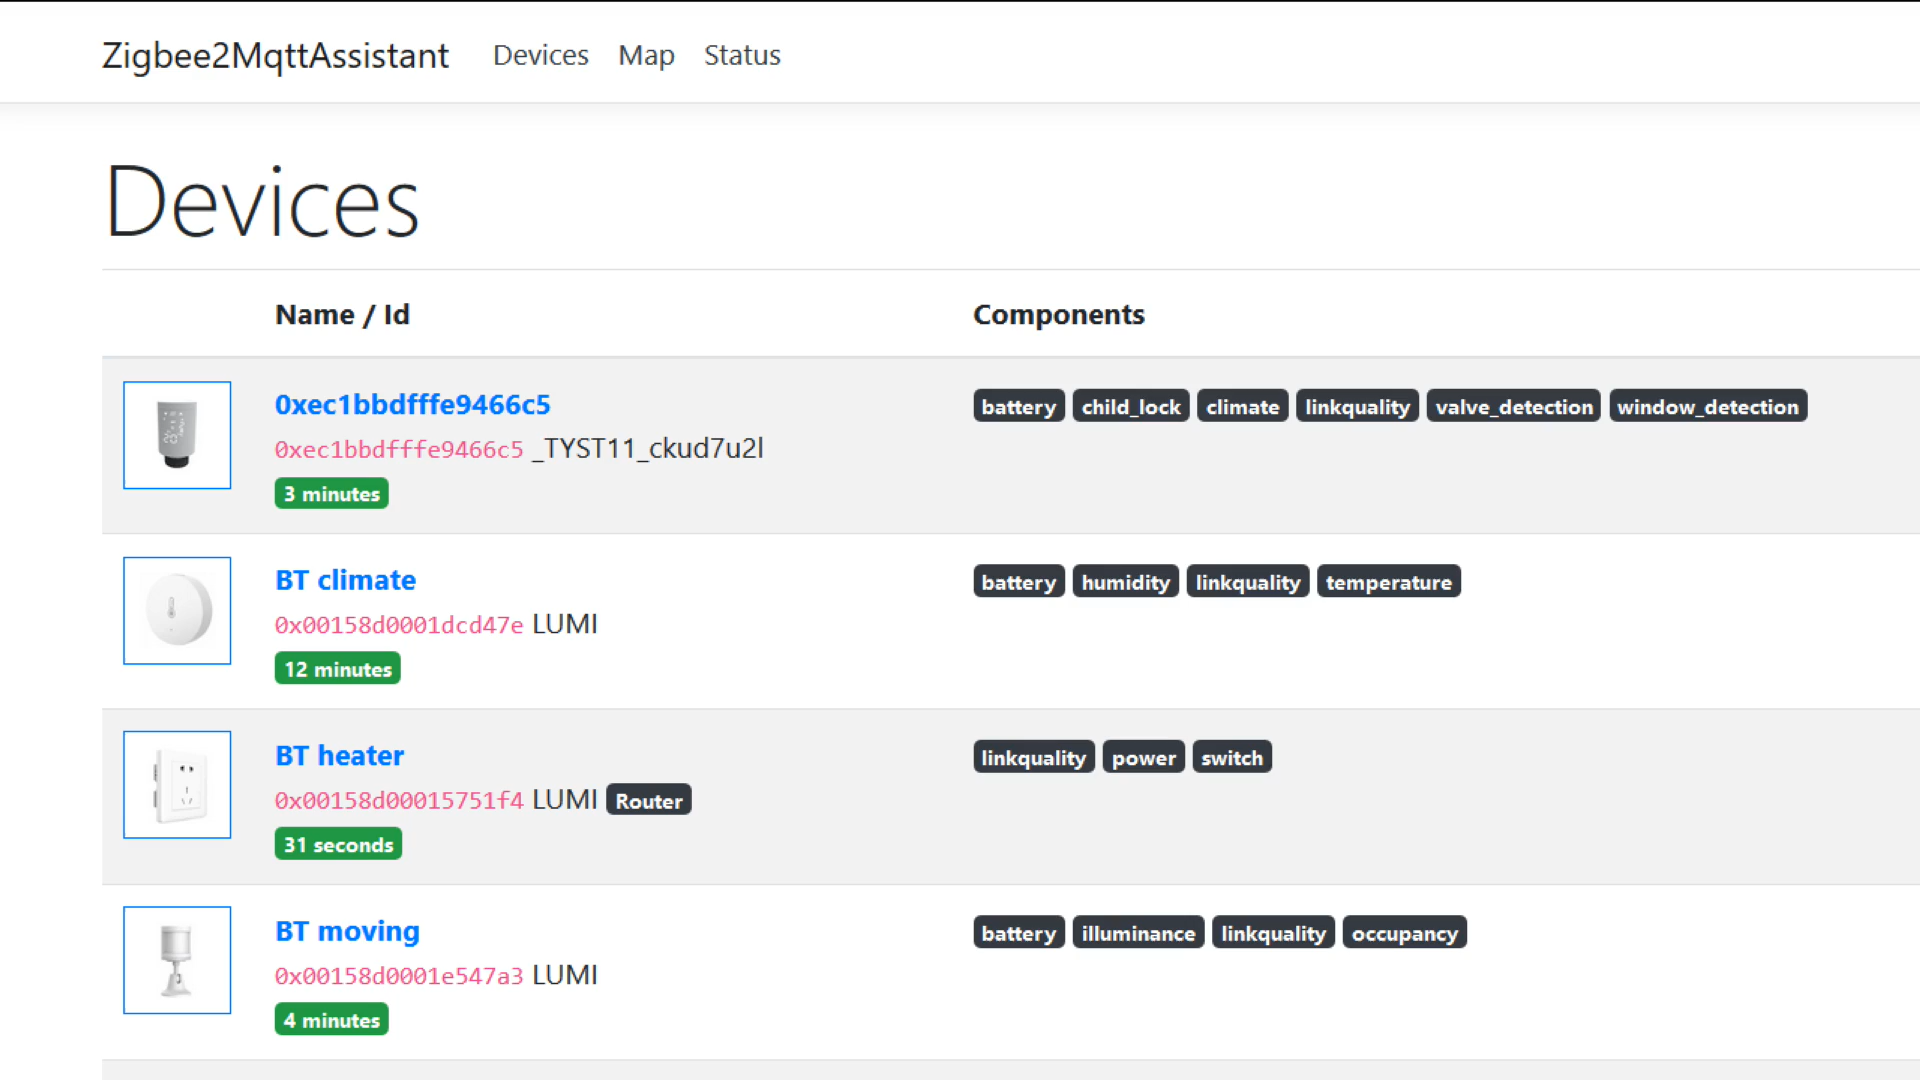 Zigbee2MqttAssistant Devices Map Status
Devices
Name / Id Components
0xec1bbdfffe9466c5 battery child_lock climate linkquality valve_detection window_detection
0xec1bbdfffe9466c5 _TYST11_ckud7u2l
3 minutes
BT climate battery humidity linkquality temperature
0x00158d0001dcd47e LUMI
12 minutes
BT heater linkquality power switch
0x00158d00015751f4 LUMI Router
31 seconds
BT moving battery illuminance linkquality occupancy
0x00158d0001e547a3 LUMI
4 minutes